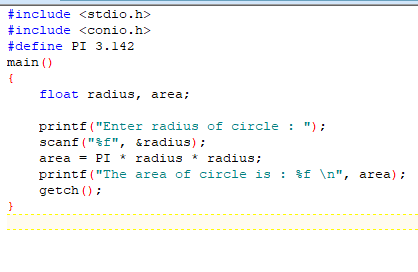 #include <stdio.h>
#include <conio.h>
#define PI 3.142
main()
{
float radius, area;
printf("Enter radius of circle : ");
scanf("%f", &radius);
area = PI * radius * radius;
printf("The area of circle is : %f \n", area);
getch();
}